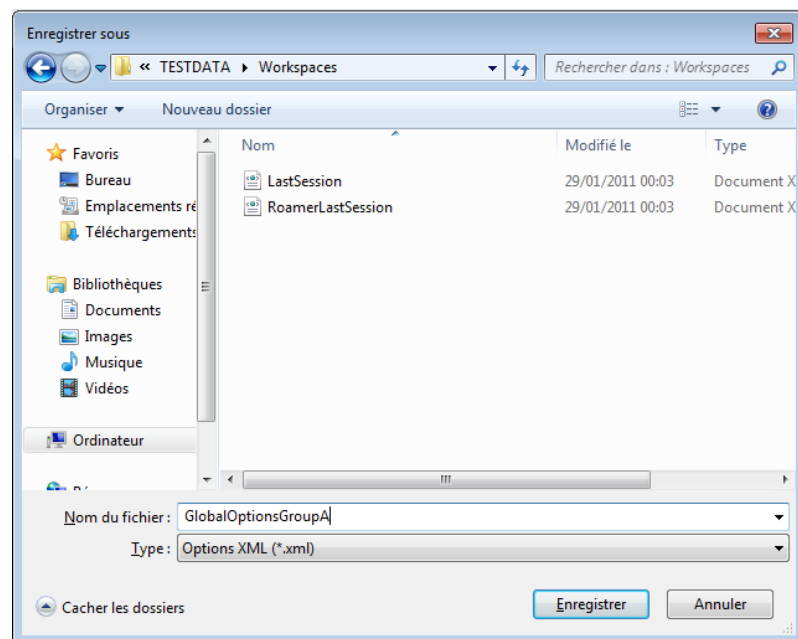 Enregistrer sous
« TESTDATA Workspaces
Rechercher dans : Workspaces
Organiser Nouveau dossier
Nom Modifié le Type
Favoris
Bureau
Emplacements ré
Téléchargements
Bibliothèques
Documents
Images
Musique
Vidéos
Ordinateur
LastSession 29/01/2011 00:03 Document X
RoamerLastSession 29/01/2011 00:03 Document X
Nom du fichier : GlobalOptionsGroupA
Type : Options XML (*.xml)
Cacher les dossiers
Enregistrer Annuler